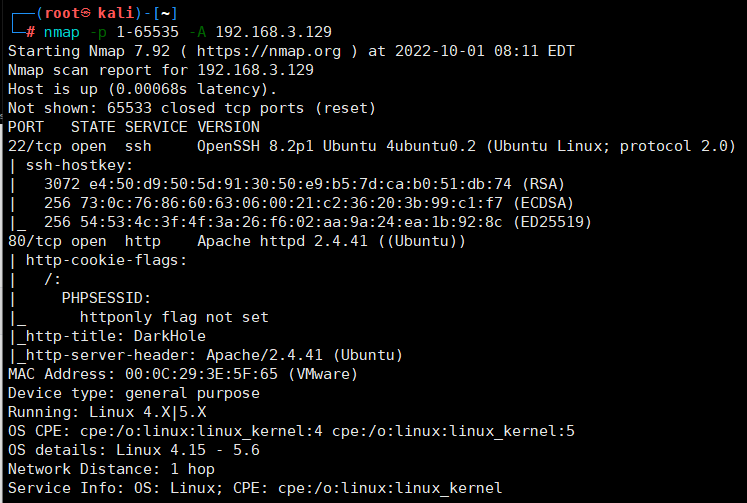 ┌──(root㉿kali)-[~]
└─# nmap -p 1-65535 -A 192.168.3.129
Starting Nmap 7.92 ( https://nmap.org ) at 2022-10-01 08:11 EDT
Nmap scan report for 192.168.3.129
Host is up (0.00068s latency).
Not shown: 65533 closed tcp ports (reset)
PORT   STATE SERVICE VERSION
22/tcp open  ssh     OpenSSH 8.2p1 Ubuntu 4ubuntu0.2 (Ubuntu Linux; protocol 2.0)
| ssh-hostkey:
|   3072 e4:50:d9:50:5d:91:30:50:e9:b5:7d:ca:b0:51:db:74 (RSA)
|   256 73:0c:76:86:60:63:06:00:21:c2:36:20:3b:99:c1:f7 (ECDSA)
|_  256 54:53:4c:3f:4f:3a:26:f6:02:aa:9a:24:ea:1b:92:8c (ED25519)
80/tcp open  http    Apache httpd 2.4.41 ((Ubuntu))
| http-cookie-flags:
|   /:
|     PHPSESSID:
|_      httponly flag not set
|_http-title: DarkHole
|_http-server-header: Apache/2.4.41 (Ubuntu)
MAC Address: 00:0C:29:3E:5F:65 (VMware)
Device type: general purpose
Running: Linux 4.X|5.X
OS CPE: cpe:/o:linux:linux_kernel:4 cpe:/o:linux:linux_kernel:5
OS details: Linux 4.15 - 5.6
Network Distance: 1 hop
Service Info: OS: Linux; CPE: cpe:/o:linux:linux_kernel